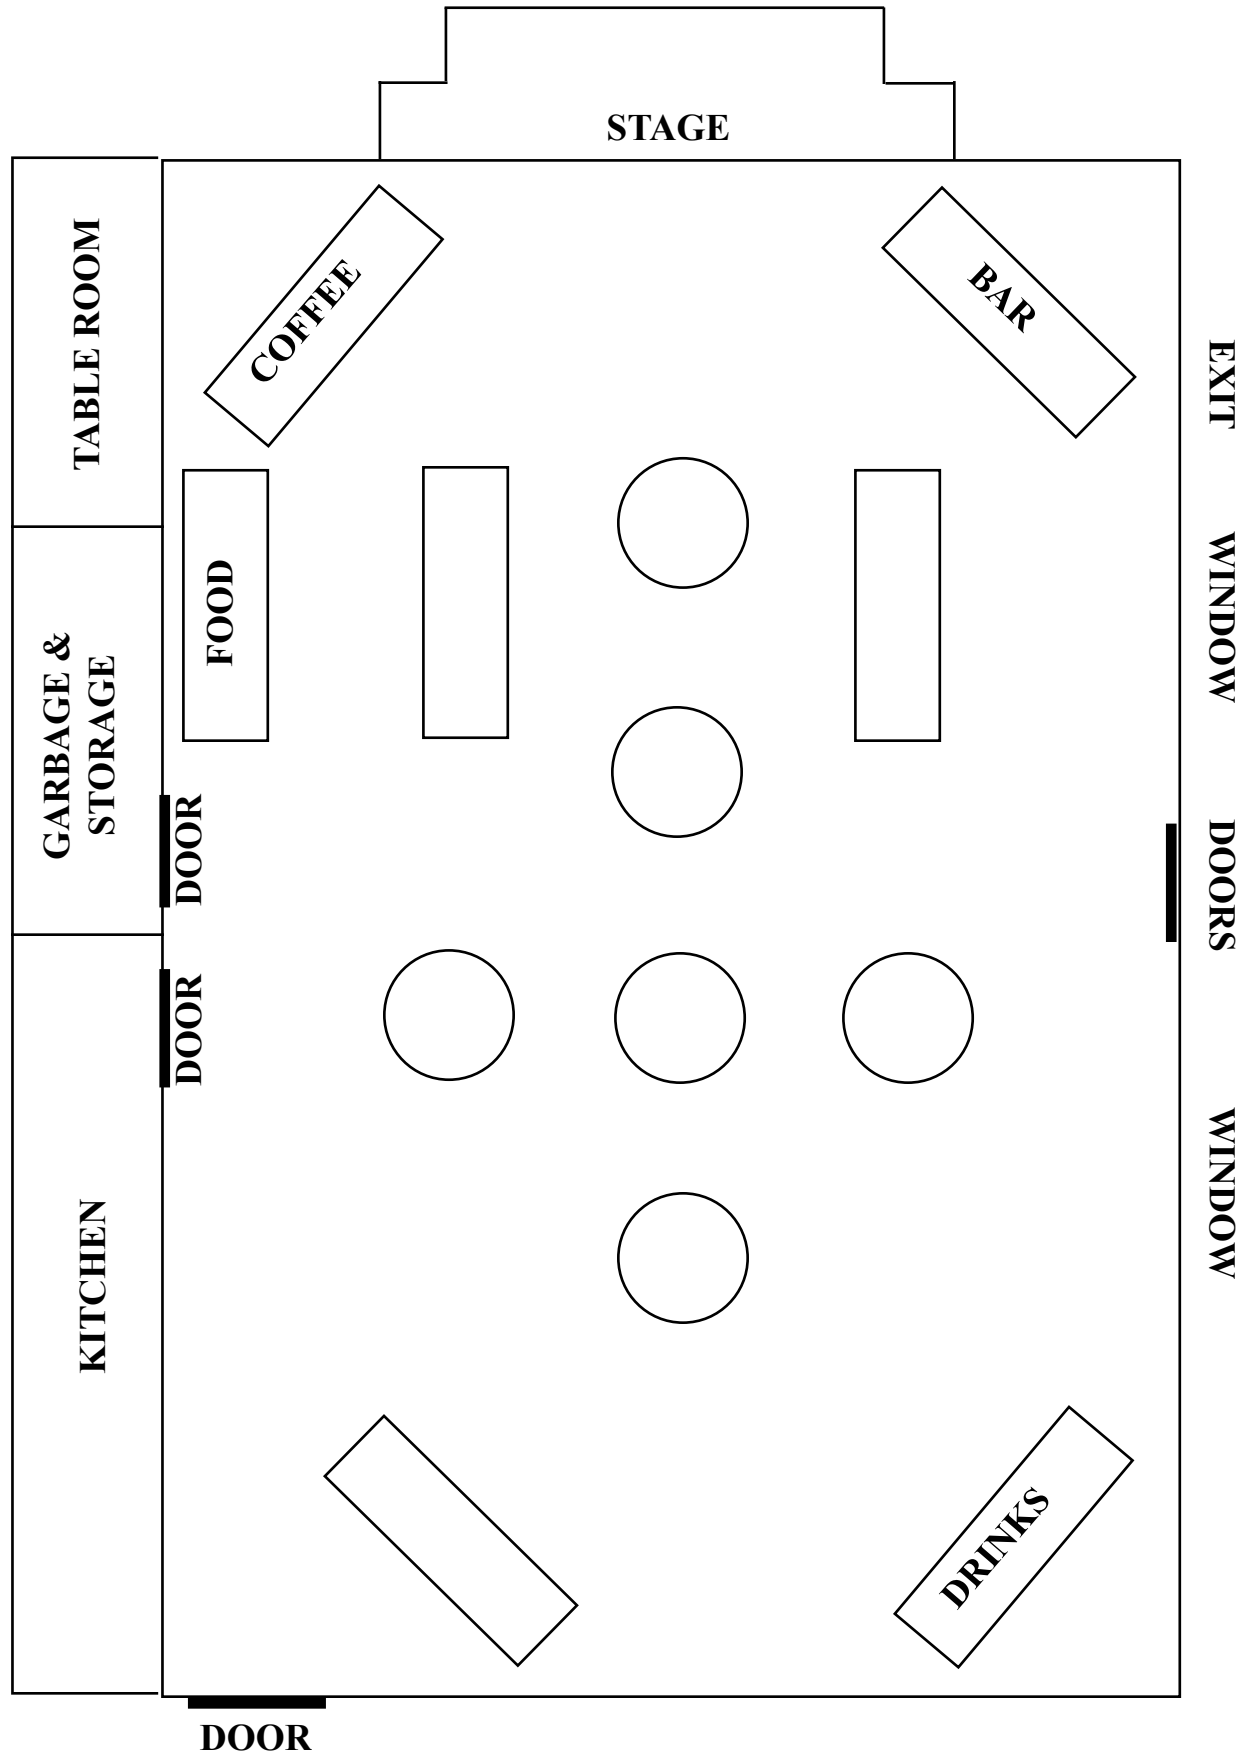 STAGE
TABLE ROOM
COFFEE
BAR
EXIT
FOOD
WINDOW
GARBAGE &
STORAGE
DOOR
DOORS
DOOR
KITCHEN
WINDOW
DRINKS
DOOR